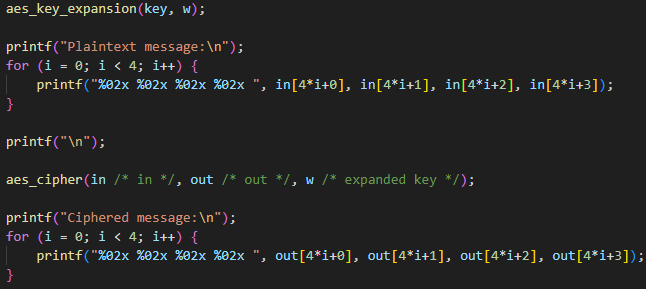 aes_key_expansion(key, w);
printf("Plaintext message:\n");
for (i = 0; i < 4; i++) {
    printf("%02x %02x %02x %02x ", in[4*i+0], in[4*i+1], in[4*i+2], in[4*i+3]);
}
printf("\n");
aes_cipher(in /* in */, out /* out */, w /* expanded key */);
printf("Ciphered message:\n");
for (i = 0; i < 4; i++) {
    printf("%02x %02x %02x %02x ", out[4*i+0], out[4*i+1], out[4*i+2], out[4*i+3]);
}